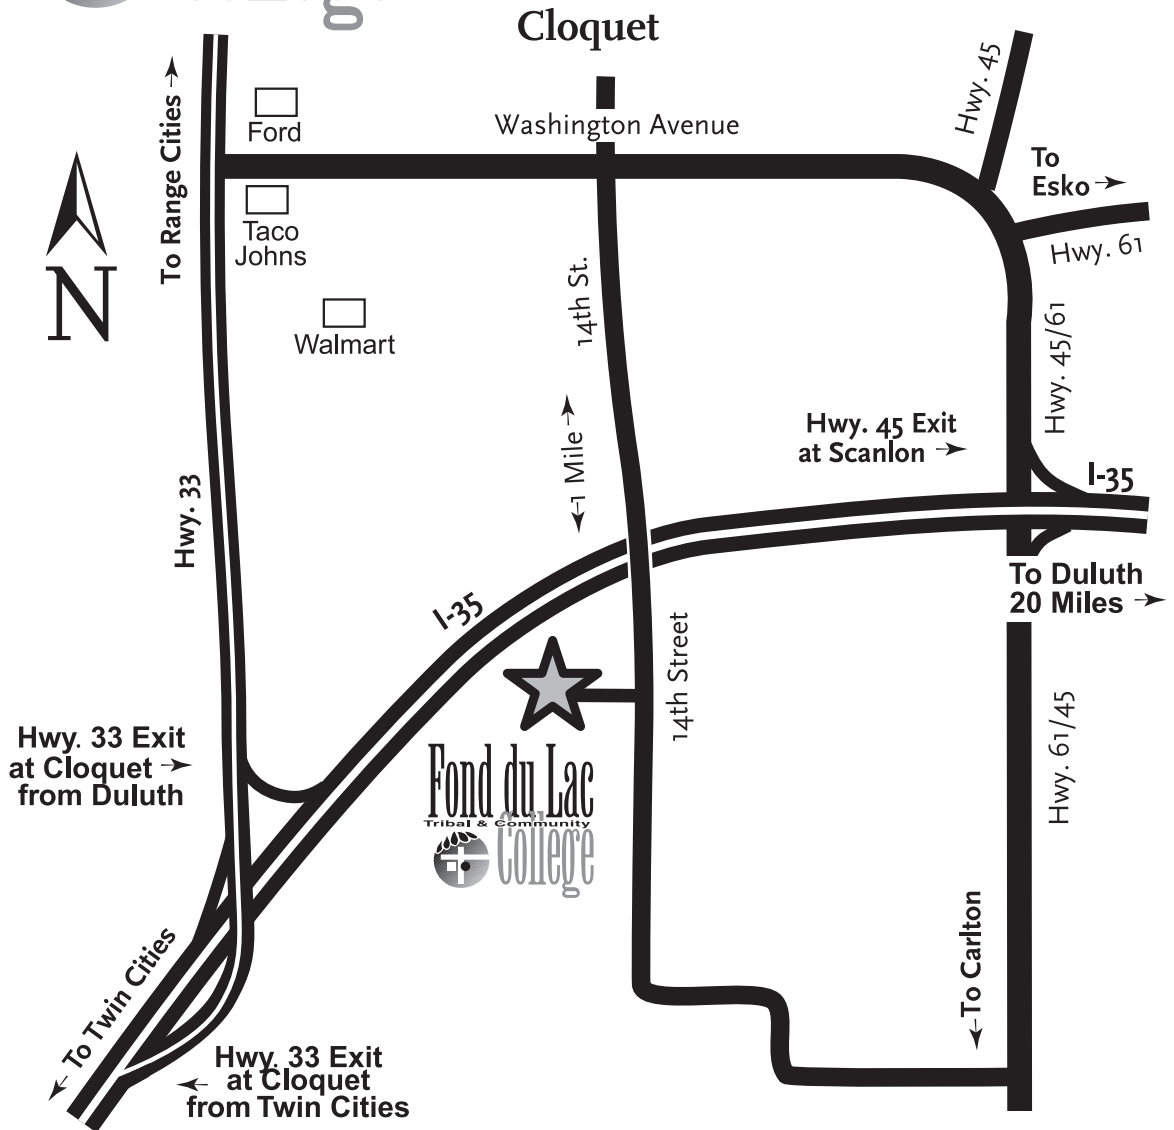 Cloquet
Hwy. 45
To Range Cities
Ford
Washington Avenue
To
Esko
Taco
Johns
Hwy. 61
N
14th St.
Walmart
Hwy. 45/61
Hwy. 45 Exit
at Scanlon
1 Mile
I-35
Hwy. 33
To Duluth
20 Miles
I-35
14th Street
Hwy. 33 Exit
at Cloquet
from Duluth
Hwy. 61/45
Fond du Lac
Tribal & Community
College
To Carlton
To Twin Cities
Hwy. 33 Exit
at Cloquet
from Twin Cities